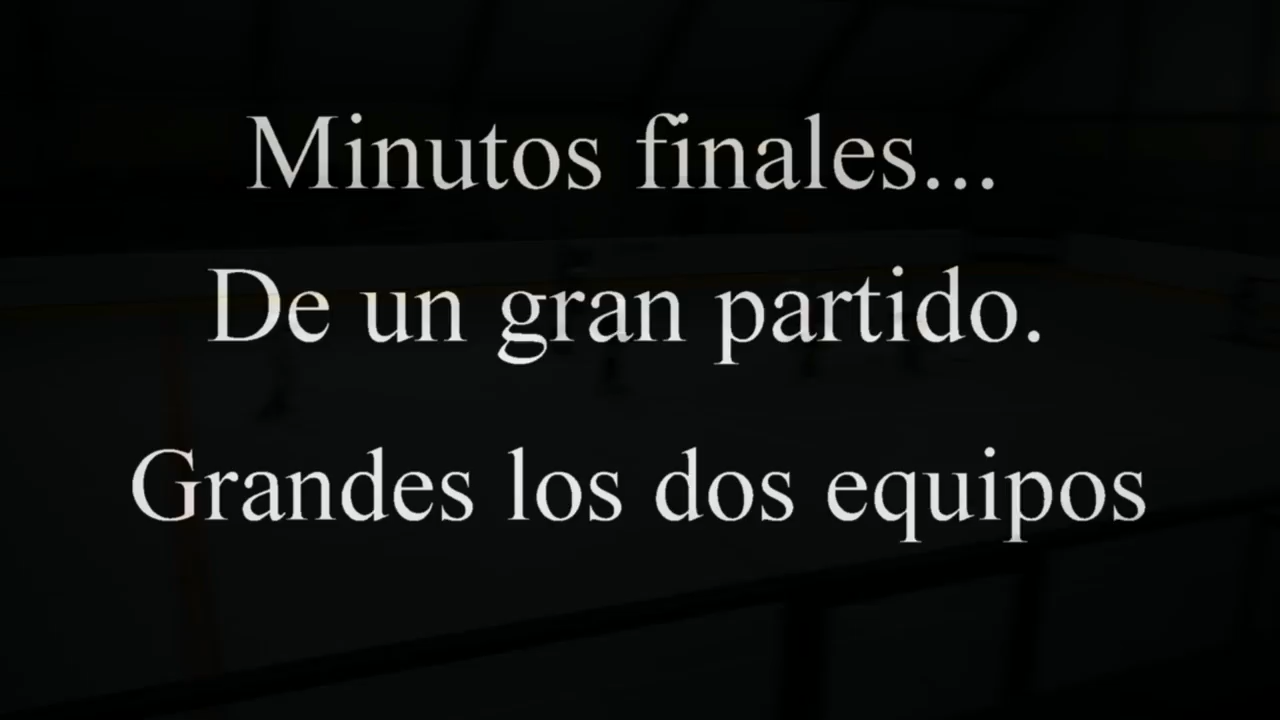 Minutos finales...
De un gran partido.
Grandes los dos equipos